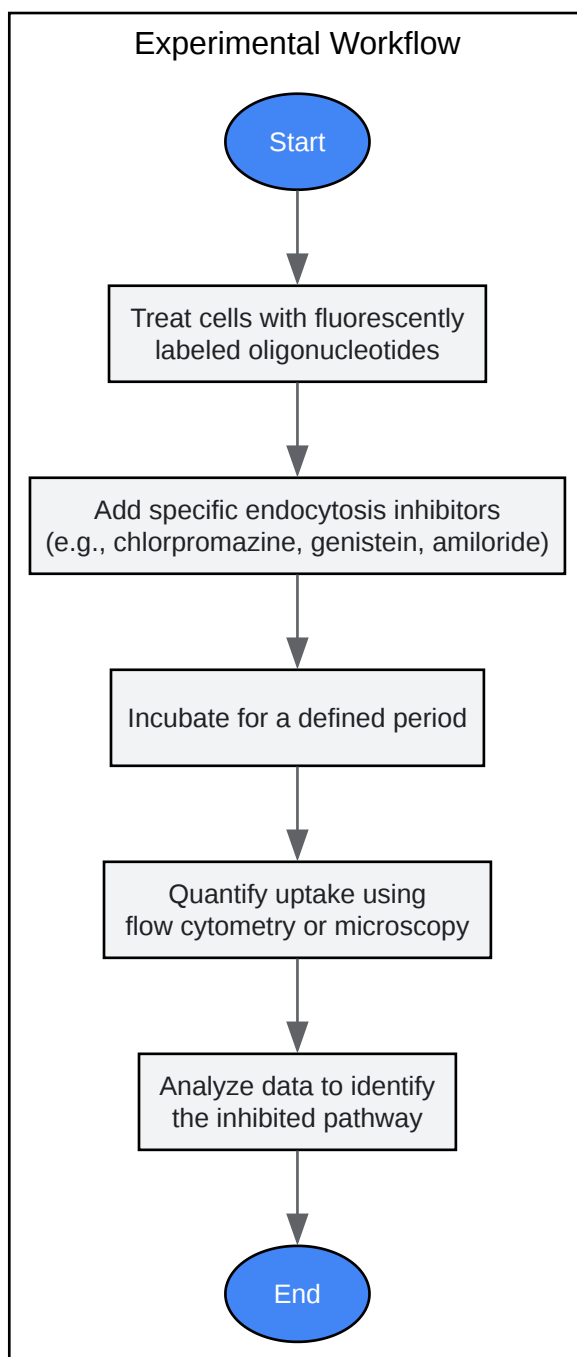 Experimental Workflow
Start
Treat cells with fluorescently
labeled oligonucleotides
Add specific endocytosis inhibitors
(e.g., chlorpromazine, genistein, amiloride)
Incubate for a defined period
Quantify uptake using
flow cytometry or microscopy
Analyze data to identify
the inhibited pathway
End